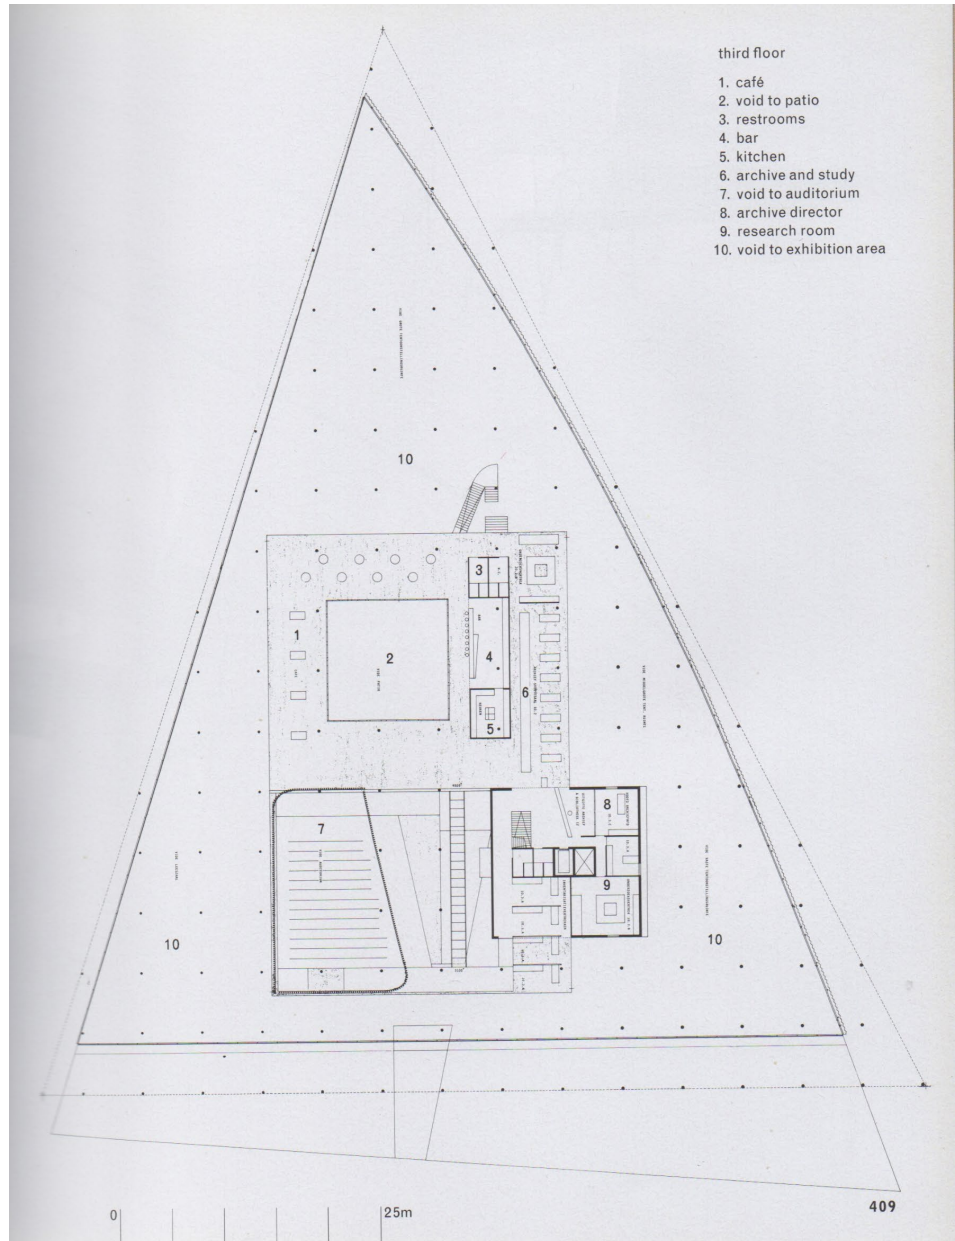 third floor
1. café
2. void to patio
3. restrooms
4. bar
5. kitchen
6. archive and study
7. void to auditorium
8. archive director
9. research room
10. void to exhibition area
10
3
1
2
4
6
5
7
8
9
10
10
0
25m
409